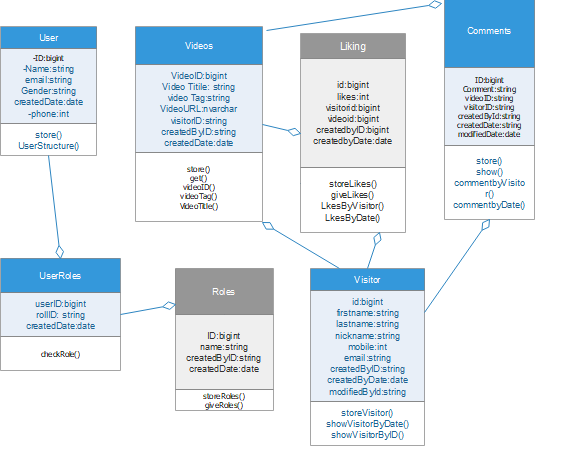 User
-ID:bigint
-Name:string
email:string
Gender:string
createdDate:date
-phone:int
store()
UserStructure()
Videos
VideoID:bigint
Video Titile: string
video Tag:string
VideoURL:nvarchar
visitorID:string
createdByID:string
createdDate:date
store()
get()
videoID()
videoTag()
VideoTitle()
Liking
id:bigint
likes:int
visitorid:bigint
videoid:bigint
createdbyID:bigint
createdbyDate:date
storeLikes()
giveLikes()
LkesByVisitor()
LkesByDate()
Comments
ID:bigint
Comment:string
videoID:string
visitorID:string
createdById:string
createdDate:string
modifiedDate:date
store()
show()
commentbyVisito
r()
commentbyDate()
UserRoles
userID:bigint
rollID: string
createdDate:date
checkRole()
Roles
ID:bigint
name:string
createdByID:string
createdDate:date
storeRoles()
giveRoles()
Visitor
id:bigint
firstname:string
lastname:string
nickname:string
mobile:int
email:string
createdByID:string
createdByDate:date
modifiedById:string
storeVisitor()
showVisitorByDate()
showVisitorByID()